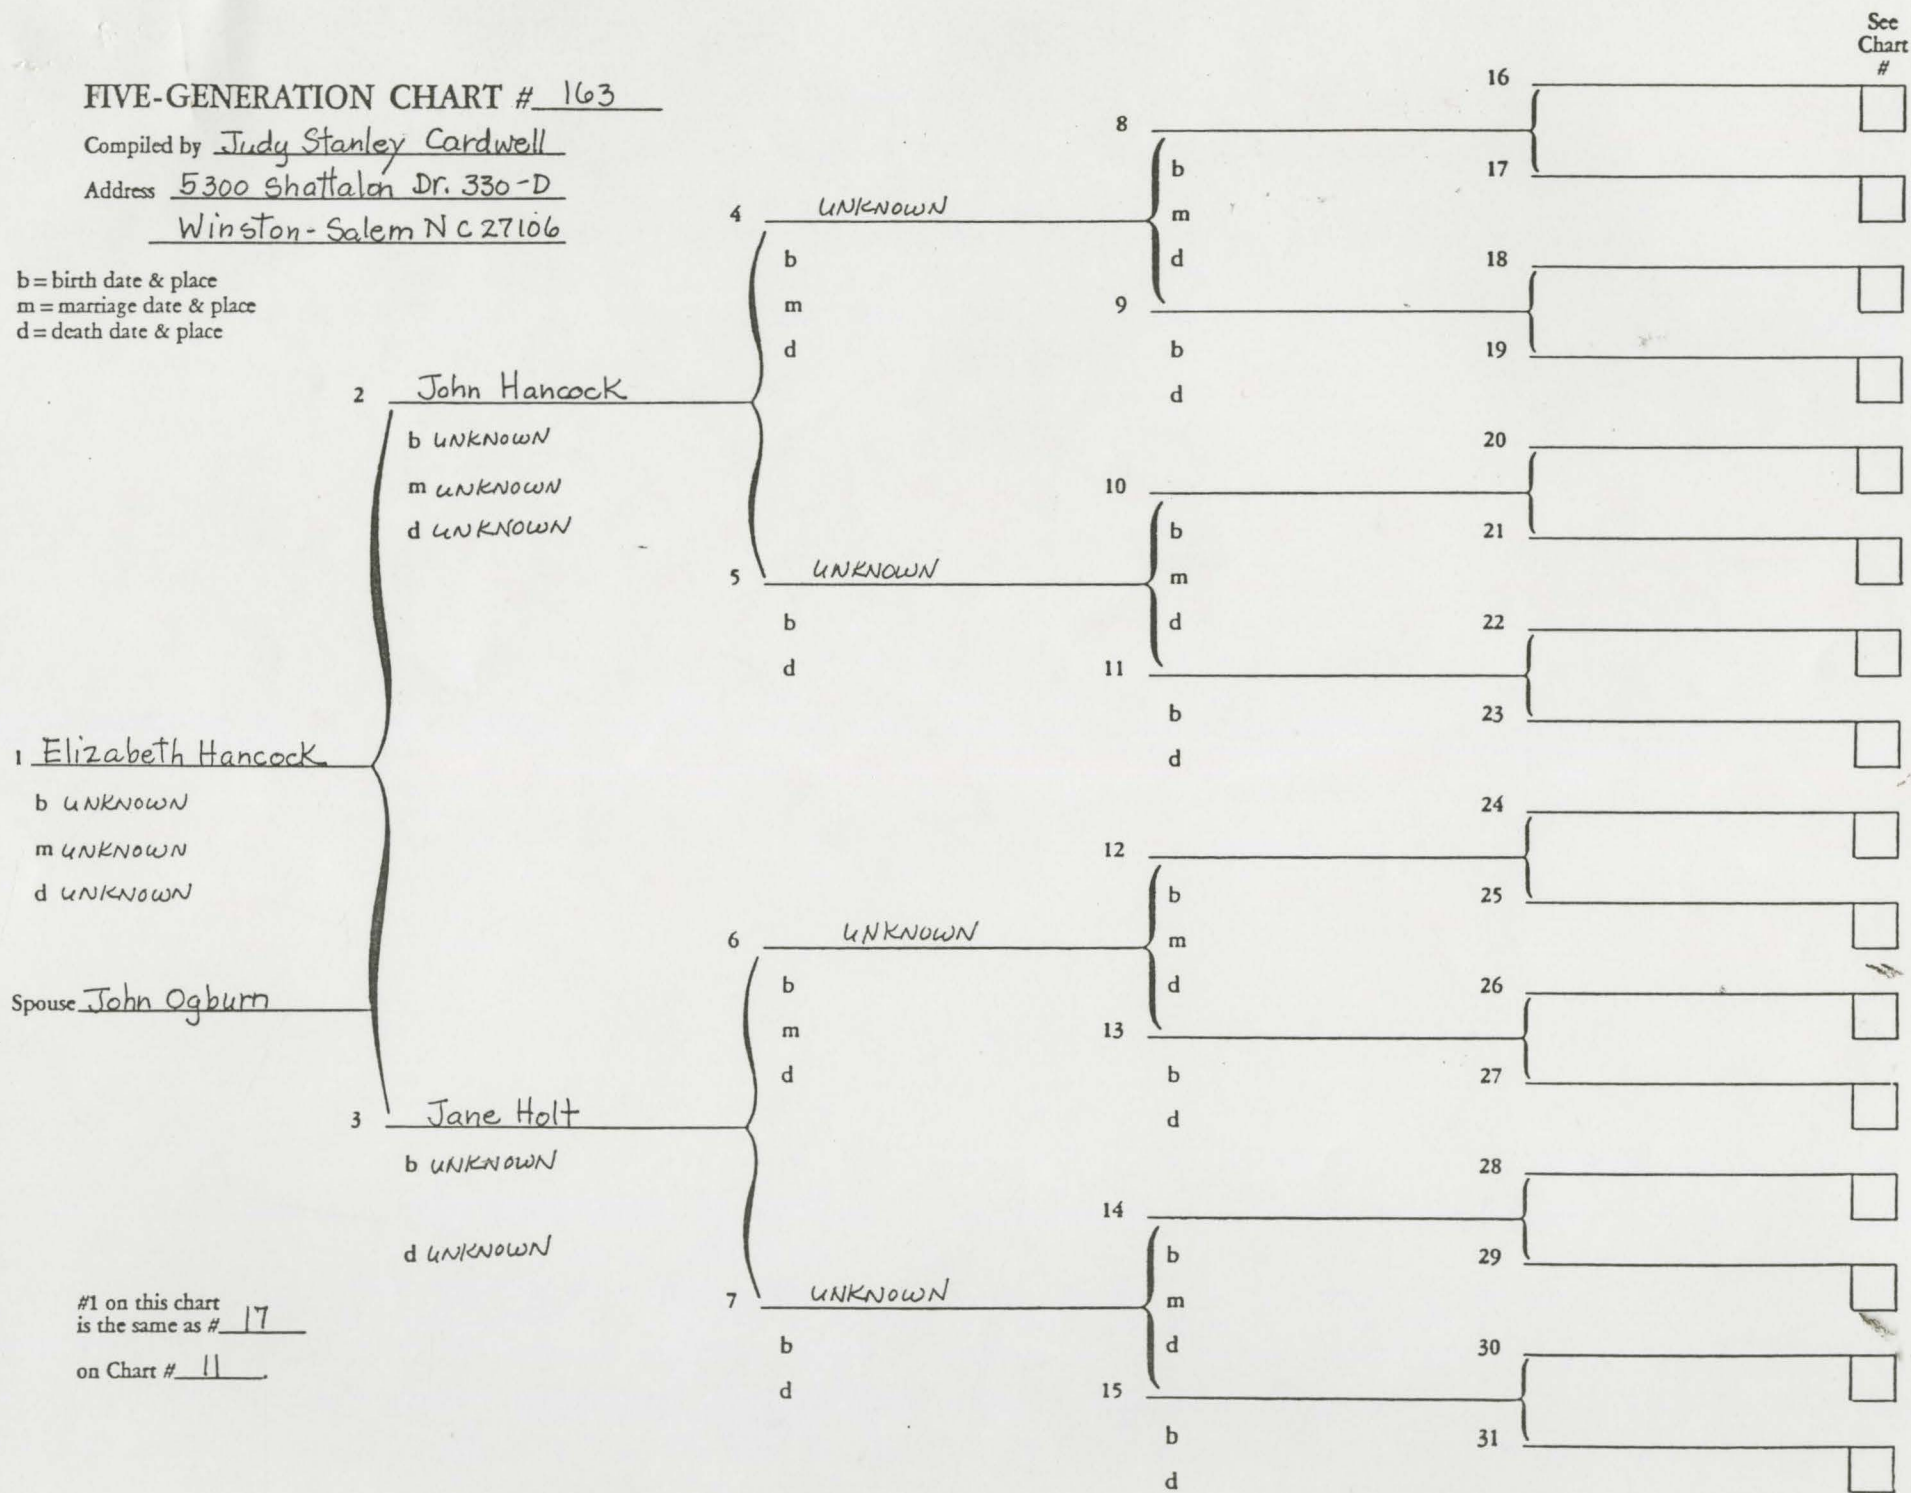 See
Chart
#
FIVE-GENERATION CHART # 163
Compiled by Judy Stanley Cardwell
Address 5300 Shattalon Dr. 330-D
Winston-Salem NC 27106
b = birth date & place
m = marriage date & place
d = death date & place
1 Elizabeth Hancock
b UNKNOWN
m UNKNOWN
d UNKNOWN
Spouse John Ogburn
#1 on this chart
is the same as # 17
on Chart # 11.
2 John Hancock
b UNKNOWN
m UNKNOWN
d UNKNOWN
3 Jane Holt
b UNKNOWN
d UNKNOWN
4 UNKNOWN
b
m
d
5 UNKNOWN
b
d
6 UNKNOWN
b
m
d
7 UNKNOWN
b
d
8
b
m
d
9
b
d
10
b
m
d
11
b
d
12
b
m
d
13
b
d
14
b
m
d
15
b
d
16
17
18
19
20
21
22
23
24
25
26
27
28
29
30
31